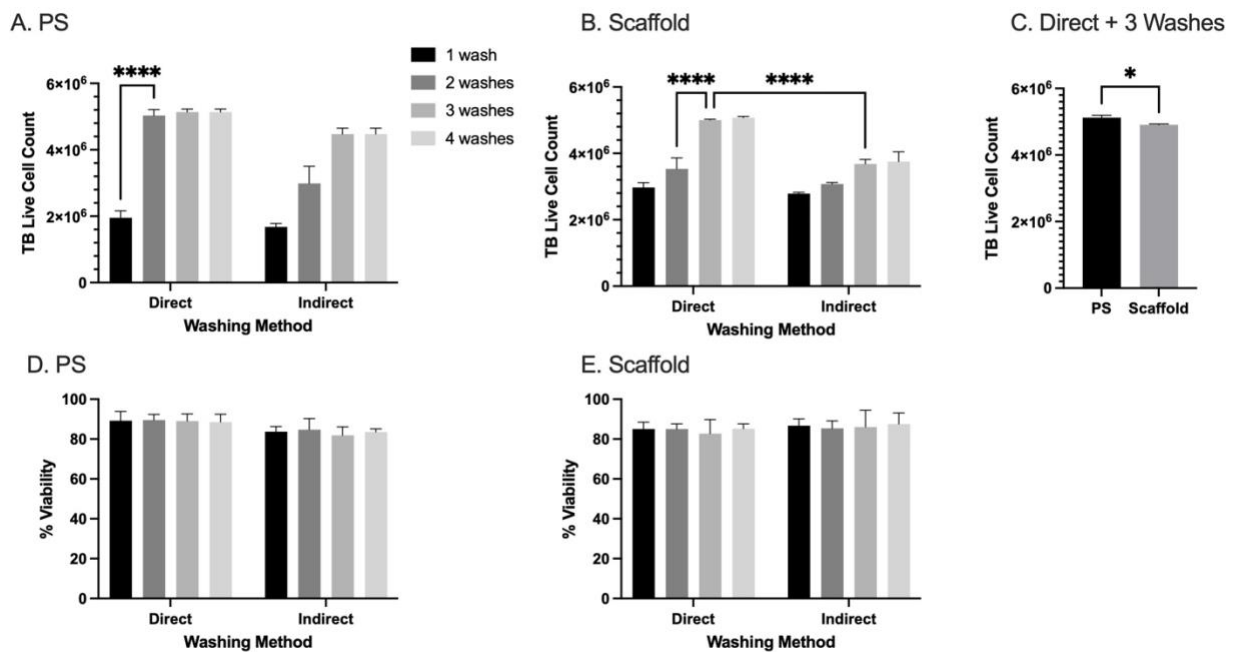 A. PS
B. Scaffold
C. Direct + 3 Washes
1 wash
2 washes
3 washes
4 washes
****
6×10⁶
4×10⁶
2×10⁶
0
TB Live Cell Count
Direct
Indirect
Washing Method
****
****
6×10⁶
4×10⁶
2×10⁶
0
TB Live Cell Count
Direct
Indirect
Washing Method
*
6×10⁶
4×10⁶
2×10⁶
0
TB Live Cell Count
PS
Scaffold
D. PS
100
80
60
40
20
0
% Viability
Direct
Indirect
Washing Method
E. Scaffold
100
80
60
40
20
0
% Viability
Direct
Indirect
Washing Method